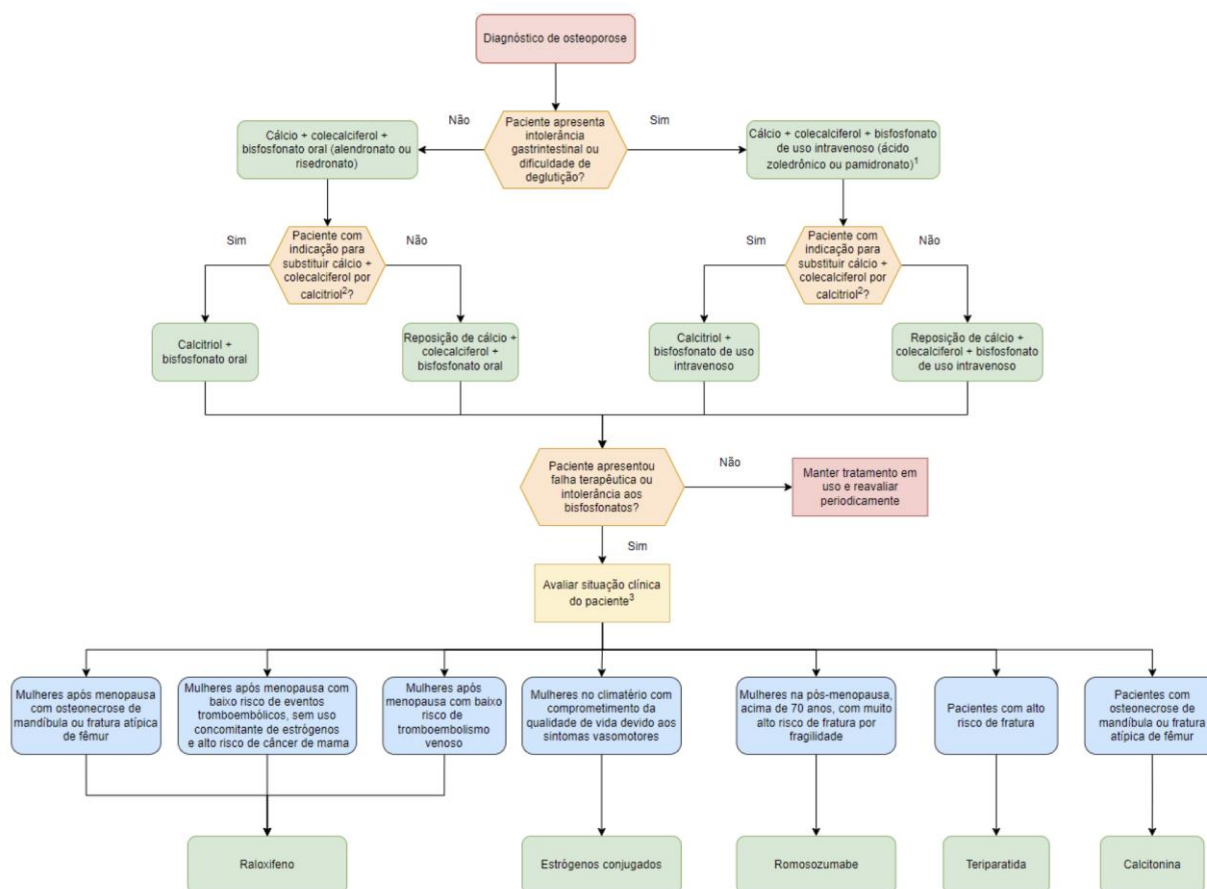 Diagnóstico de osteoporose
Não
Sim
Cálcio + colecalciferol +
bisfosfonato oral (alendronato ou
risedronato)
Paciente apresenta
intolerância
gastrintestinal ou
dificuldade de
deglutição?
Cálcio + colecalciferol + bisfosfonato
de uso intravenoso (ácido
zoledrônico ou pamidronato)¹
Sim
Paciente com
indicação para
substituir cálcio +
colecalciferol por
calcitriol²?
Não
Sim
Paciente com
indicação para
substituir cálcio +
colecalciferol por
calcitriol²?
Não
Calcitriol +
bisfosfonato oral
Reposição de cálcio +
colecalciferol +
bisfosfonato oral
Calcitriol +
bisfosfonato de uso
intravenoso
Reposição de cálcio +
colecalciferol + bisfosfonato
de uso intravenoso
Paciente apresentou
falha terapêutica ou
intolerância aos
bisfosfonatos?
Não
Manter tratamento em
uso e reavaliar
periodicamente
Sim
Avaliar situação clínica
do paciente³
Mulheres após menopausa
com osteonecrose de
mandíbula ou fratura atípica
de fêmur
Mulheres após menopausa com
baixo risco de eventos
tromboembólicos, sem uso
concomitante de estrógenos
e alto risco de câncer de mama
Mulheres após
menopausa com baixo
risco de
tromboembolismo
venoso
Mulheres no climatério com
comprometimento da
qualidade de vida devido aos
sintomas vasomotores
Mulheres na pós-menopausa,
acima de 70 anos, com muito
alto risco de fratura por
fragilidade
Pacientes com alto
risco de fratura
Pacientes com
osteonecrose de
mandíbula ou fratura
atípica de fêmur
Raloxifeno
Estrógenos conjugados
Romosozumabe
Teriparatida
Calcitonina